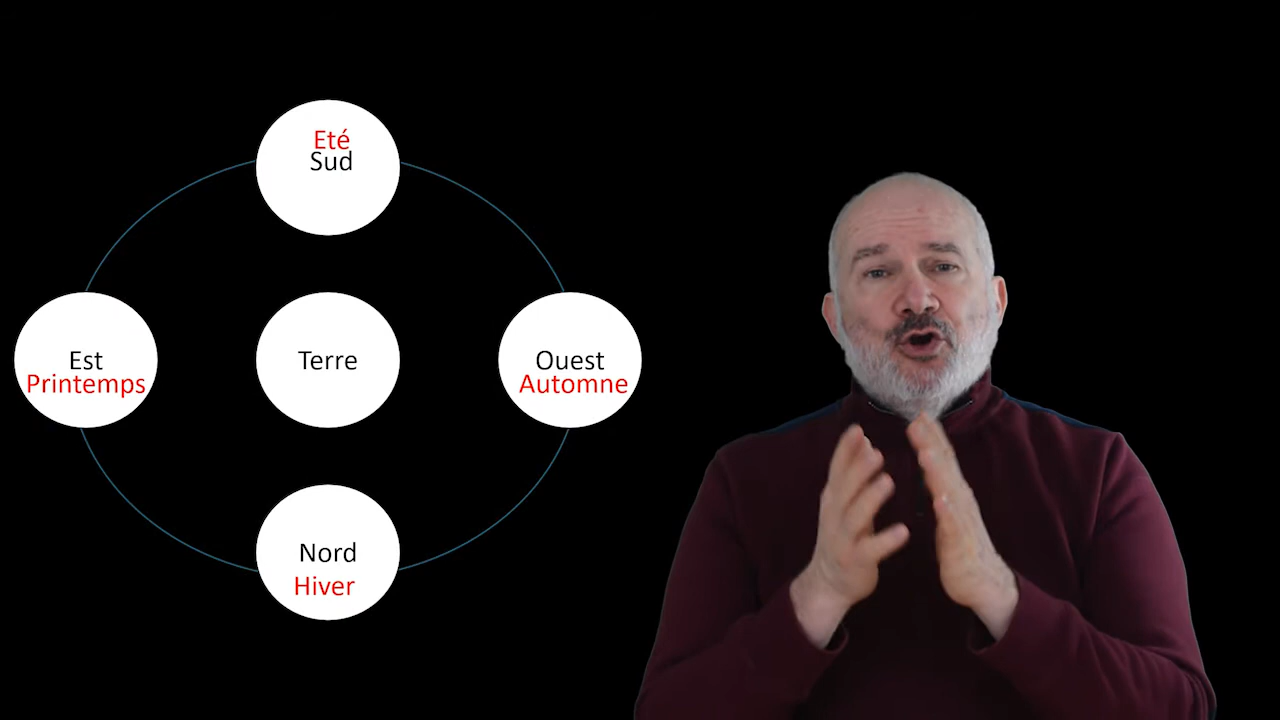 Eté
Sud
Est
Printemps
Terre
Ouest
Automne
Nord
Hiver